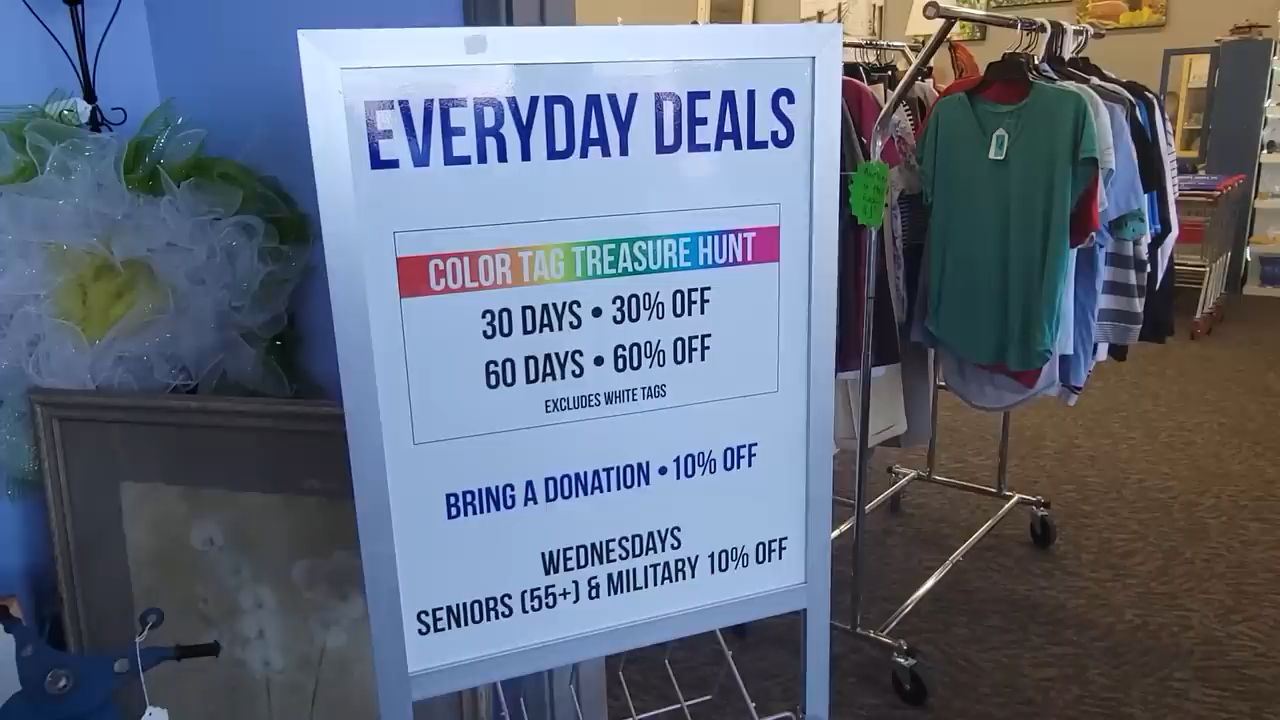 EVERYDAY DEALS
COLOR TAG TREASURE HUNT
30 DAYS • 30% OFF
60 DAYS • 60% OFF
EXCLUDES WHITE TAGS
BRING A DONATION • 10% OFF
WEDNESDAYS
SENIORS (55+) & MILITARY 10% OFF